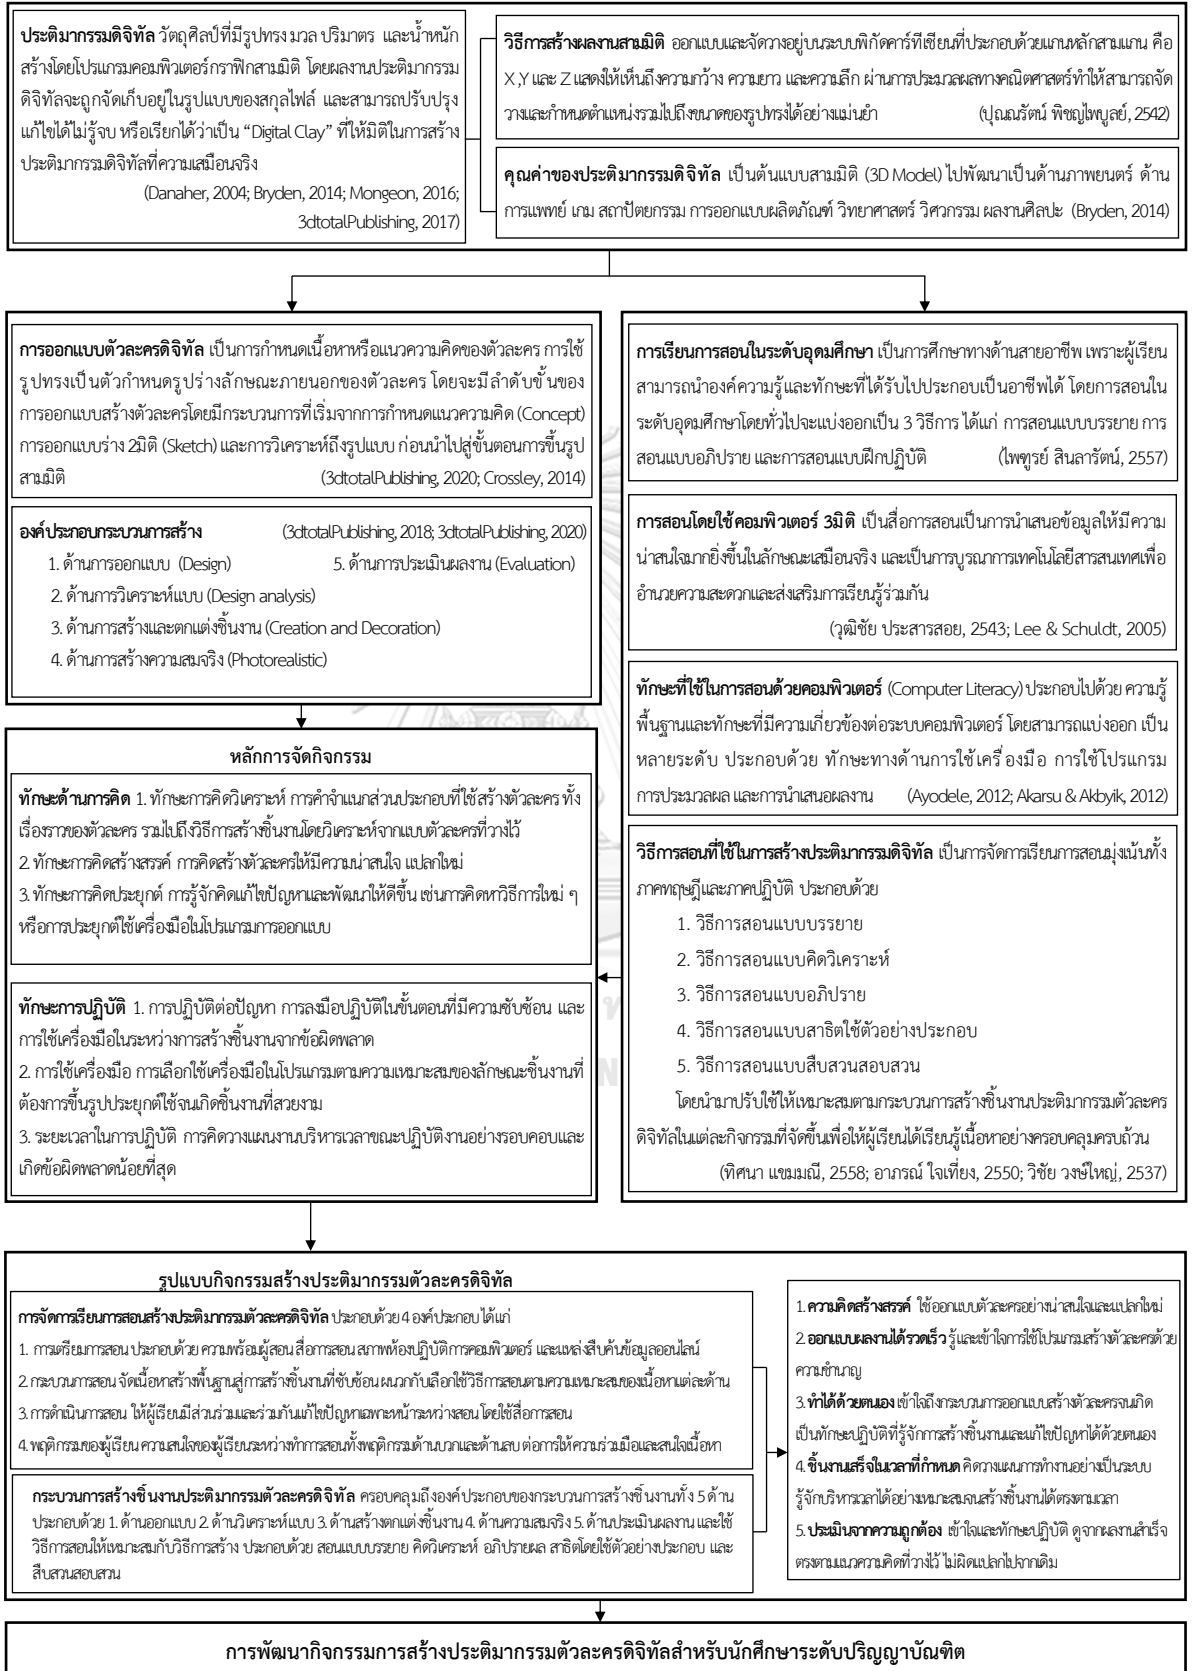 ประติมากรรมดิจิทัล วัตถุศิลป์ที่มีรูปทรง มวล ปริมาตร และน้ำหนัก
สร้างโดยโปรแกรมคอมพิวเตอร์กราฟิกสามมิติ โดยผลงานประติมากรรม
ดิจิทัลจะถูกจัดเก็บอยู่ในรูปแบบของสกุลไฟล์ และสามารถปรับปรุง
แก้ไขได้ไม่รู้จบ หรือเรียกได้ว่าเป็น “Digital Clay” ที่ให้มิติในการสร้าง
ประติมากรรมดิจิทัลที่ความเสมือนจริง
(Danaher, 2004; Bryden, 2014; Mongeon, 2016;
3dtotalPublishing, 2017)
วิธีการสร้างผลงานสามมิติ ออกแบบและจัดวางอยู่บนระบบพิกัดคาร์ทีเซียนที่ประกอบด้วยแกนหลักสามแกน คือ
X ,Y และ Z แสดงให้เห็นถึงความกว้าง ความยาว และความลึก ผ่านการประมวลผลทางคณิตศาสตร์ทำให้สามารถจัด
วางและกำหนดตำแหน่งรวมไปถึงขนาดของรูปทรงได้อย่างแม่นยำ (ปุณณรัตน์ พิชญไพบูลย์, 2542)
คุณค่าของประติมากรรมดิจิทัล เป็นต้นแบบสามมิติ (3D Model) ไปพัฒนาเป็นด้านภาพยนตร์ ด้าน
การแพทย์ เกม สถาปัตยกรรม การออกแบบผลิตภัณฑ์ วิทยาศาสตร์ วิศวกรรม ผลงานศิลปะ (Bryden, 2014)
การออกแบบตัวละครดิจิทัล เป็นการกำหนดเนื้อหาหรือแนวความคิดของตัวละคร การใช้
รูปทรงเป็นตัวกำหนดรูปร่างลักษณะภายนอกของตัวละคร โดยจะมีลำดับขั้นของ
การออกแบบสร้างตัวละครโดยมีกระบวนการที่เริ่มจากการกำหนดแนวความคิด (Concept)
การออกแบบร่าง 2มิติ (Sketch) และการวิเคราะห์ถึงรูปแบบ ก่อนนำไปสู่ขั้นตอนการขึ้นรูป
สามมิติ (3dtotalPublishing, 2020; Crossley, 2014)
องค์ประกอบกระบวนการสร้าง (3dtotalPublishing, 2018; 3dtotalPublishing, 2020)
1. ด้านการออกแบบ (Design) 5. ด้านการประเมินผลงาน (Evaluation)
2. ด้านการวิเคราะห์แบบ (Design analysis)
3. ด้านการสร้างและตกแต่งชิ้นงาน (Creation and Decoration)
4. ด้านการสร้างความสมจริง (Photorealistic)
การเรียนการสอนในระดับอุดมศึกษา เป็นการศึกษาทางด้านสายอาชีพ เพราะผู้เรียน
สามารถนำองค์ความรู้และทักษะที่ได้รับไปประกอบเป็นอาชีพได้ โดยการสอนใน
ระดับอุดมศึกษาโดยทั่วไปจะแบ่งออกเป็น 3 วิธีการ ได้แก่ การสอนแบบบรรยาย การ
สอนแบบอภิปราย และการสอนแบบฝึกปฏิบัติ (ไพฑูรย์ สินลารัตน์, 2557)
การสอนโดยใช้คอมพิวเตอร์ 3มิติ เป็นสื่อการสอนเป็นการนำเสนอข้อมูลให้มีความ
น่าสนใจมากยิ่งขึ้นในลักษณะเสมือนจริง และเป็นการบูรณาการเทคโนโลยีสารสนเทศเพื่อ
อำนวยความสะดวกและส่งเสริมการเรียนรู้ร่วมกัน
(วุฒิชัย ประสารสอย, 2543; Lee & Schuldt, 2005)
ทักษะที่ใช้ในการสอนด้วยคอมพิวเตอร์ (Computer Literacy) ประกอบไปด้วย ความรู้
พื้นฐานและทักษะที่มีความเกี่ยวข้องต่อระบบคอมพิวเตอร์ โดยสามารถแบ่งออก เป็น
หลายระดับ ประกอบด้วย ทักษะทางด้านการใช้เครื่องมือ การใช้โปรแกรม
การประมวลผล และการนำเสนอผลงาน (Ayodele, 2012; Akarsu & Akbyik, 2012)
วิธีการสอนที่ใช้ในการสร้างประติมากรรมดิจิทัล เป็นการจัดการเรียนการสอนมุ่งเน้นทั้ง
ภาคทฤษฎีและภาคปฏิบัติ ประกอบด้วย
1. วิธีการสอนแบบบรรยาย
2. วิธีการสอนแบบคิดวิเคราะห์
3. วิธีการสอนแบบอภิปราย
4. วิธีการสอนแบบสาธิตใช้ตัวอย่างประกอบ
5. วิธีการสอนแบบสืบสวนสอบสวน
โดยนำมาปรับใช้ให้เหมาะสมตามกระบวนการสร้างชิ้นงานประติมากรรมตัวละคร
ดิจิทัลในแต่ละกิจกรรมที่จัดขึ้นเพื่อให้ผู้เรียนได้เรียนรู้เนื้อหาอย่างครอบคลุมครบถ้วน
(ทิศนา แขมมณี, 2558; อาภรณ์ ใจเที่ยง, 2550; วิชัย วงษ์ใหญ่, 2537)
หลักการจัดกิจกรรม
ทักษะด้านการคิด 1. ทักษะการคิดวิเคราะห์ การคำจำแนกส่วนประกอบที่ใช้สร้างตัวละคร ทั้ง
เรื่องราวของตัวละคร รวมไปถึงวิธีการสร้างชิ้นงานโดยวิเคราะห์จากแบบตัวละครที่วางไว้
2. ทักษะการคิดสร้างสรรค์ การคิดสร้างตัวละครให้มีความน่าสนใจ แปลกใหม่
3. ทักษะการคิดประยุกต์ การรู้จักคิดแก้ไขปัญหาและพัฒนาให้ดีขึ้น เช่นการคิดหาวิธีการใหม่ ๆ
หรือการประยุกต์ใช้เครื่องมือในโปรแกรมการออกแบบ
ทักษะการปฏิบัติ 1. การปฏิบัติต่อปัญหา การลงมือปฏิบัติในขั้นตอนที่มีความซับซ้อน และ
การใช้เครื่องมือในระหว่างการสร้างชิ้นงานจากข้อผิดพลาด
2. การใช้เครื่องมือ การเลือกใช้เครื่องมือในโปรแกรมตามความเหมาะสมของลักษณะชิ้นงานที่
ต้องการขึ้นรูปประยุกต์ใช้จนเกิดชิ้นงานที่สวยงาม
3. ระยะเวลาในการปฏิบัติ การคิดวางแผนงานบริหารเวลาขณะปฏิบัติงานอย่างรอบคอบและ
เกิดข้อผิดพลาดน้อยที่สุด
รูปแบบกิจกรรมสร้างประติมากรรมตัวละครดิจิทัล
การจัดการเรียนการสอนสร้างประติมากรรมตัวละครดิจิทัล ประกอบด้วย 4 องค์ประกอบ ได้แก่
1. การเตรียมการสอน ประกอบด้วย ความพร้อมผู้สอน สื่อการสอน สภาพห้องปฏิบัติการคอมพิวเตอร์ และแหล่งสืบค้นข้อมูลออนไลน์
2. กระบวนการสอน จัดเนื้อหาสร้างพื้นฐานสู่การสร้างชิ้นงานที่ซับซ้อน ผนวกกับเลือกใช้วิธีการสอนตามความเหมาะสมของเนื้อหาแต่ละด้าน
3. การดำเนินการสอน ให้ผู้เรียนมีส่วนร่วมและร่วมกันแก้ไขปัญหาเฉพาะหน้าระหว่างสอน โดยใช้สื่อการสอน
4. พฤติกรรมของผู้เรียน ความสนใจของผู้เรียนระหว่างทำการสอนทั้งพฤติกรรมด้านบวกและด้านลบ ต่อการให้ความร่วมมือและสนใจเนื้อหา
กระบวนการสร้างชิ้นงานประติมากรรมตัวละครดิจิทัล ครอบคลุมถึงองค์ประกอบของกระบวนการสร้างชิ้นงานทั้ง 5 ด้าน
ประกอบด้วย 1. ด้านออกแบบ 2. ด้านวิเคราะห์แบบ 3. ด้านสร้างตกแต่งชิ้นงาน 4. ด้านความสมจริง 5. ด้านประเมินผลงาน และใช้
วิธีการสอนให้เหมาะสมกับวิธีการสร้าง ประกอบด้วย สอนแบบบรรยาย คิดวิเคราะห์ อภิปรายผล สาธิตโดยใช้ตัวอย่างประกอบ และ
สืบสวนสอบสวน
1. ความคิดสร้างสรรค์ ใช้ออกแบบตัวละครอย่างน่าสนใจและแปลกใหม่
2. ออกแบบผลงานได้รวดเร็ว รู้และเข้าใจการใช้โปรแกรมสร้างตัวละครด้วย
ความชำนาญ
3. ทำได้ด้วยตนเอง เข้าใจถึงกระบวนการออกแบบสร้างตัวละครจนเกิด
เป็นทักษะปฏิบัติที่รู้จักการสร้างชิ้นงานและแก้ไขปัญหาได้ด้วยตนเอง
4. ชิ้นงานเสร็จในเวลาที่กำหนด คิดวางแผนการทำงานอย่างเป็นระบบ
รู้จักบริหารเวลาได้อย่างเหมาะสมจนสร้างชิ้นงานได้ตรงตามเวลา
5. ประเมินจากความถูกต้อง เข้าใจและทักษะปฏิบัติ ดูจากผลงานสำเร็จ
ตรงตามแนวความคิดที่วางไว้ ไม่ผิดแปลกไปจากเดิม
การพัฒนากิจกรรมการสร้างประติมากรรมตัวละครดิจิทัลสำหรับนักศึกษาระดับปริญญาบัณฑิต